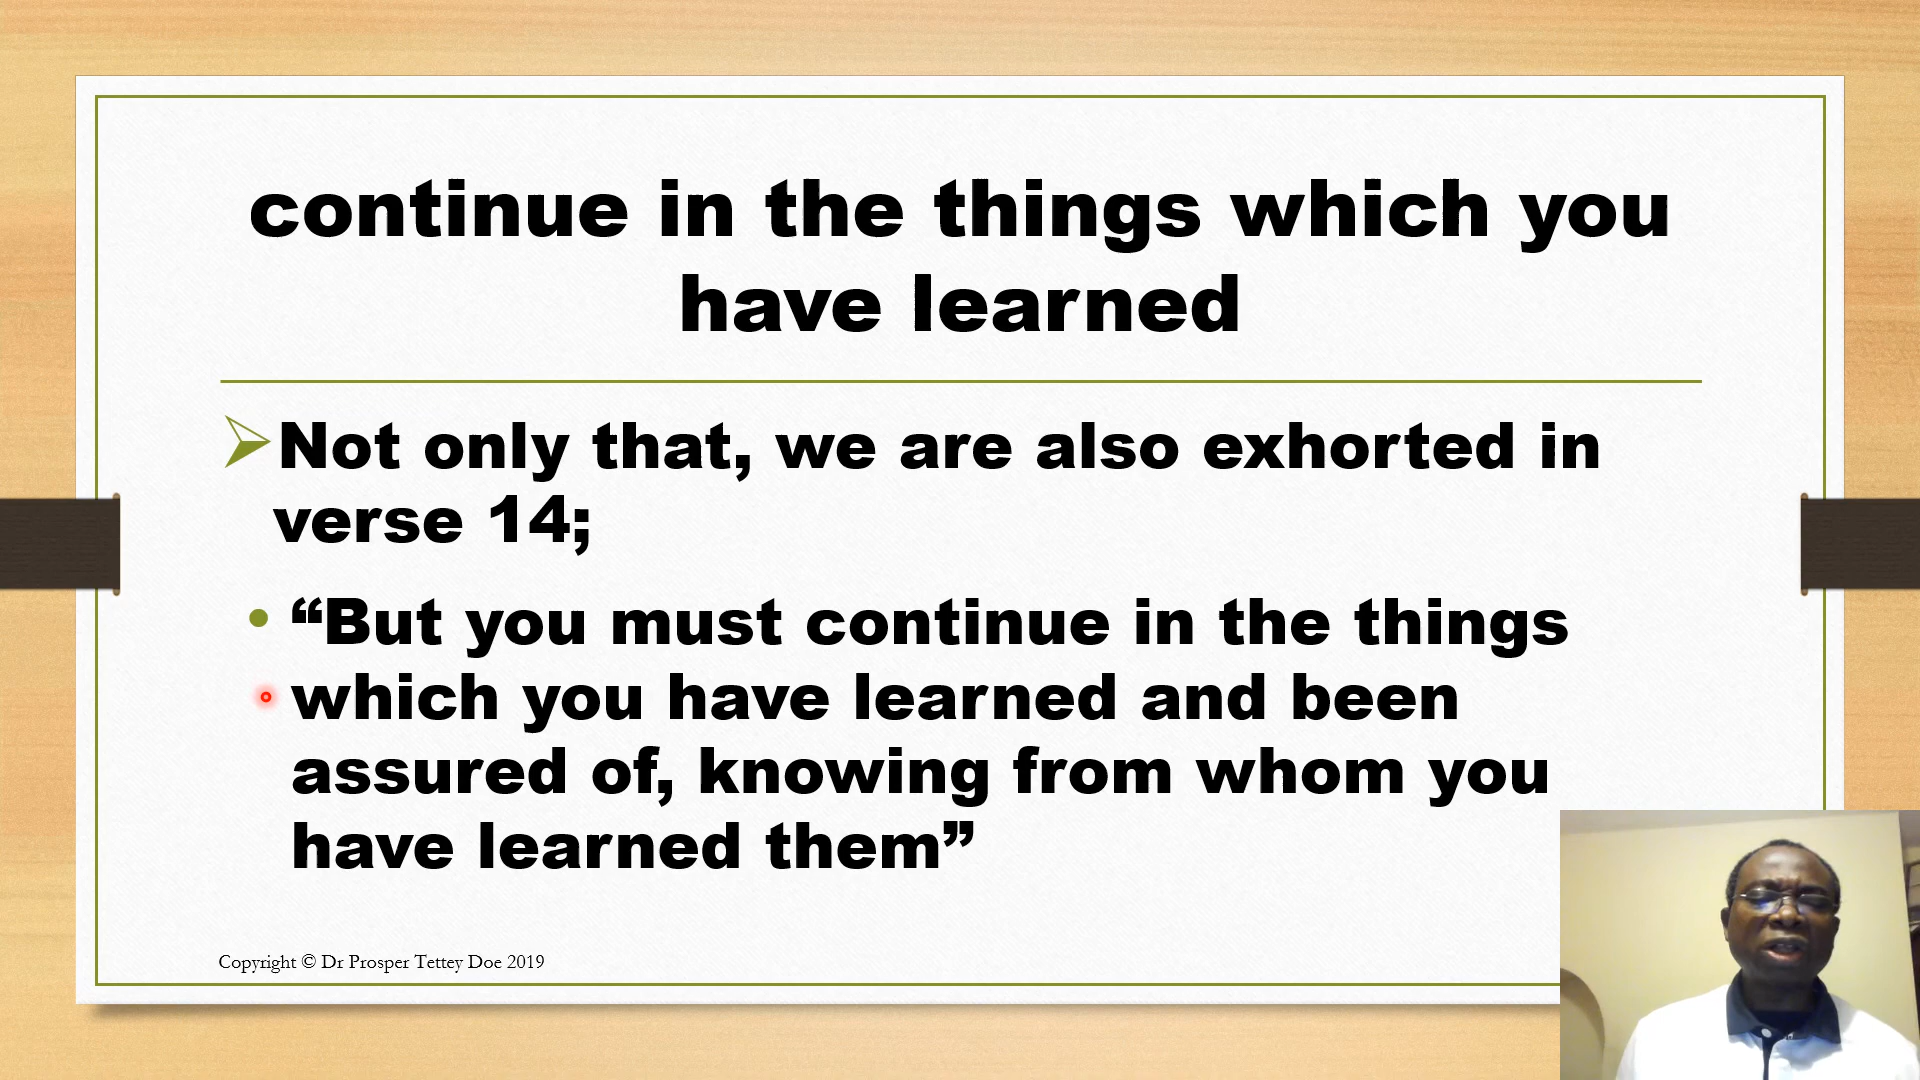 continue in the things which you
have learned
Not only that, we are also exhorted in
verse 14;
“But you must continue in the things
which you have learned and been
assured of, knowing from whom you
have learned them”
Copyright © Dr Prosper Tettey Doe 2019